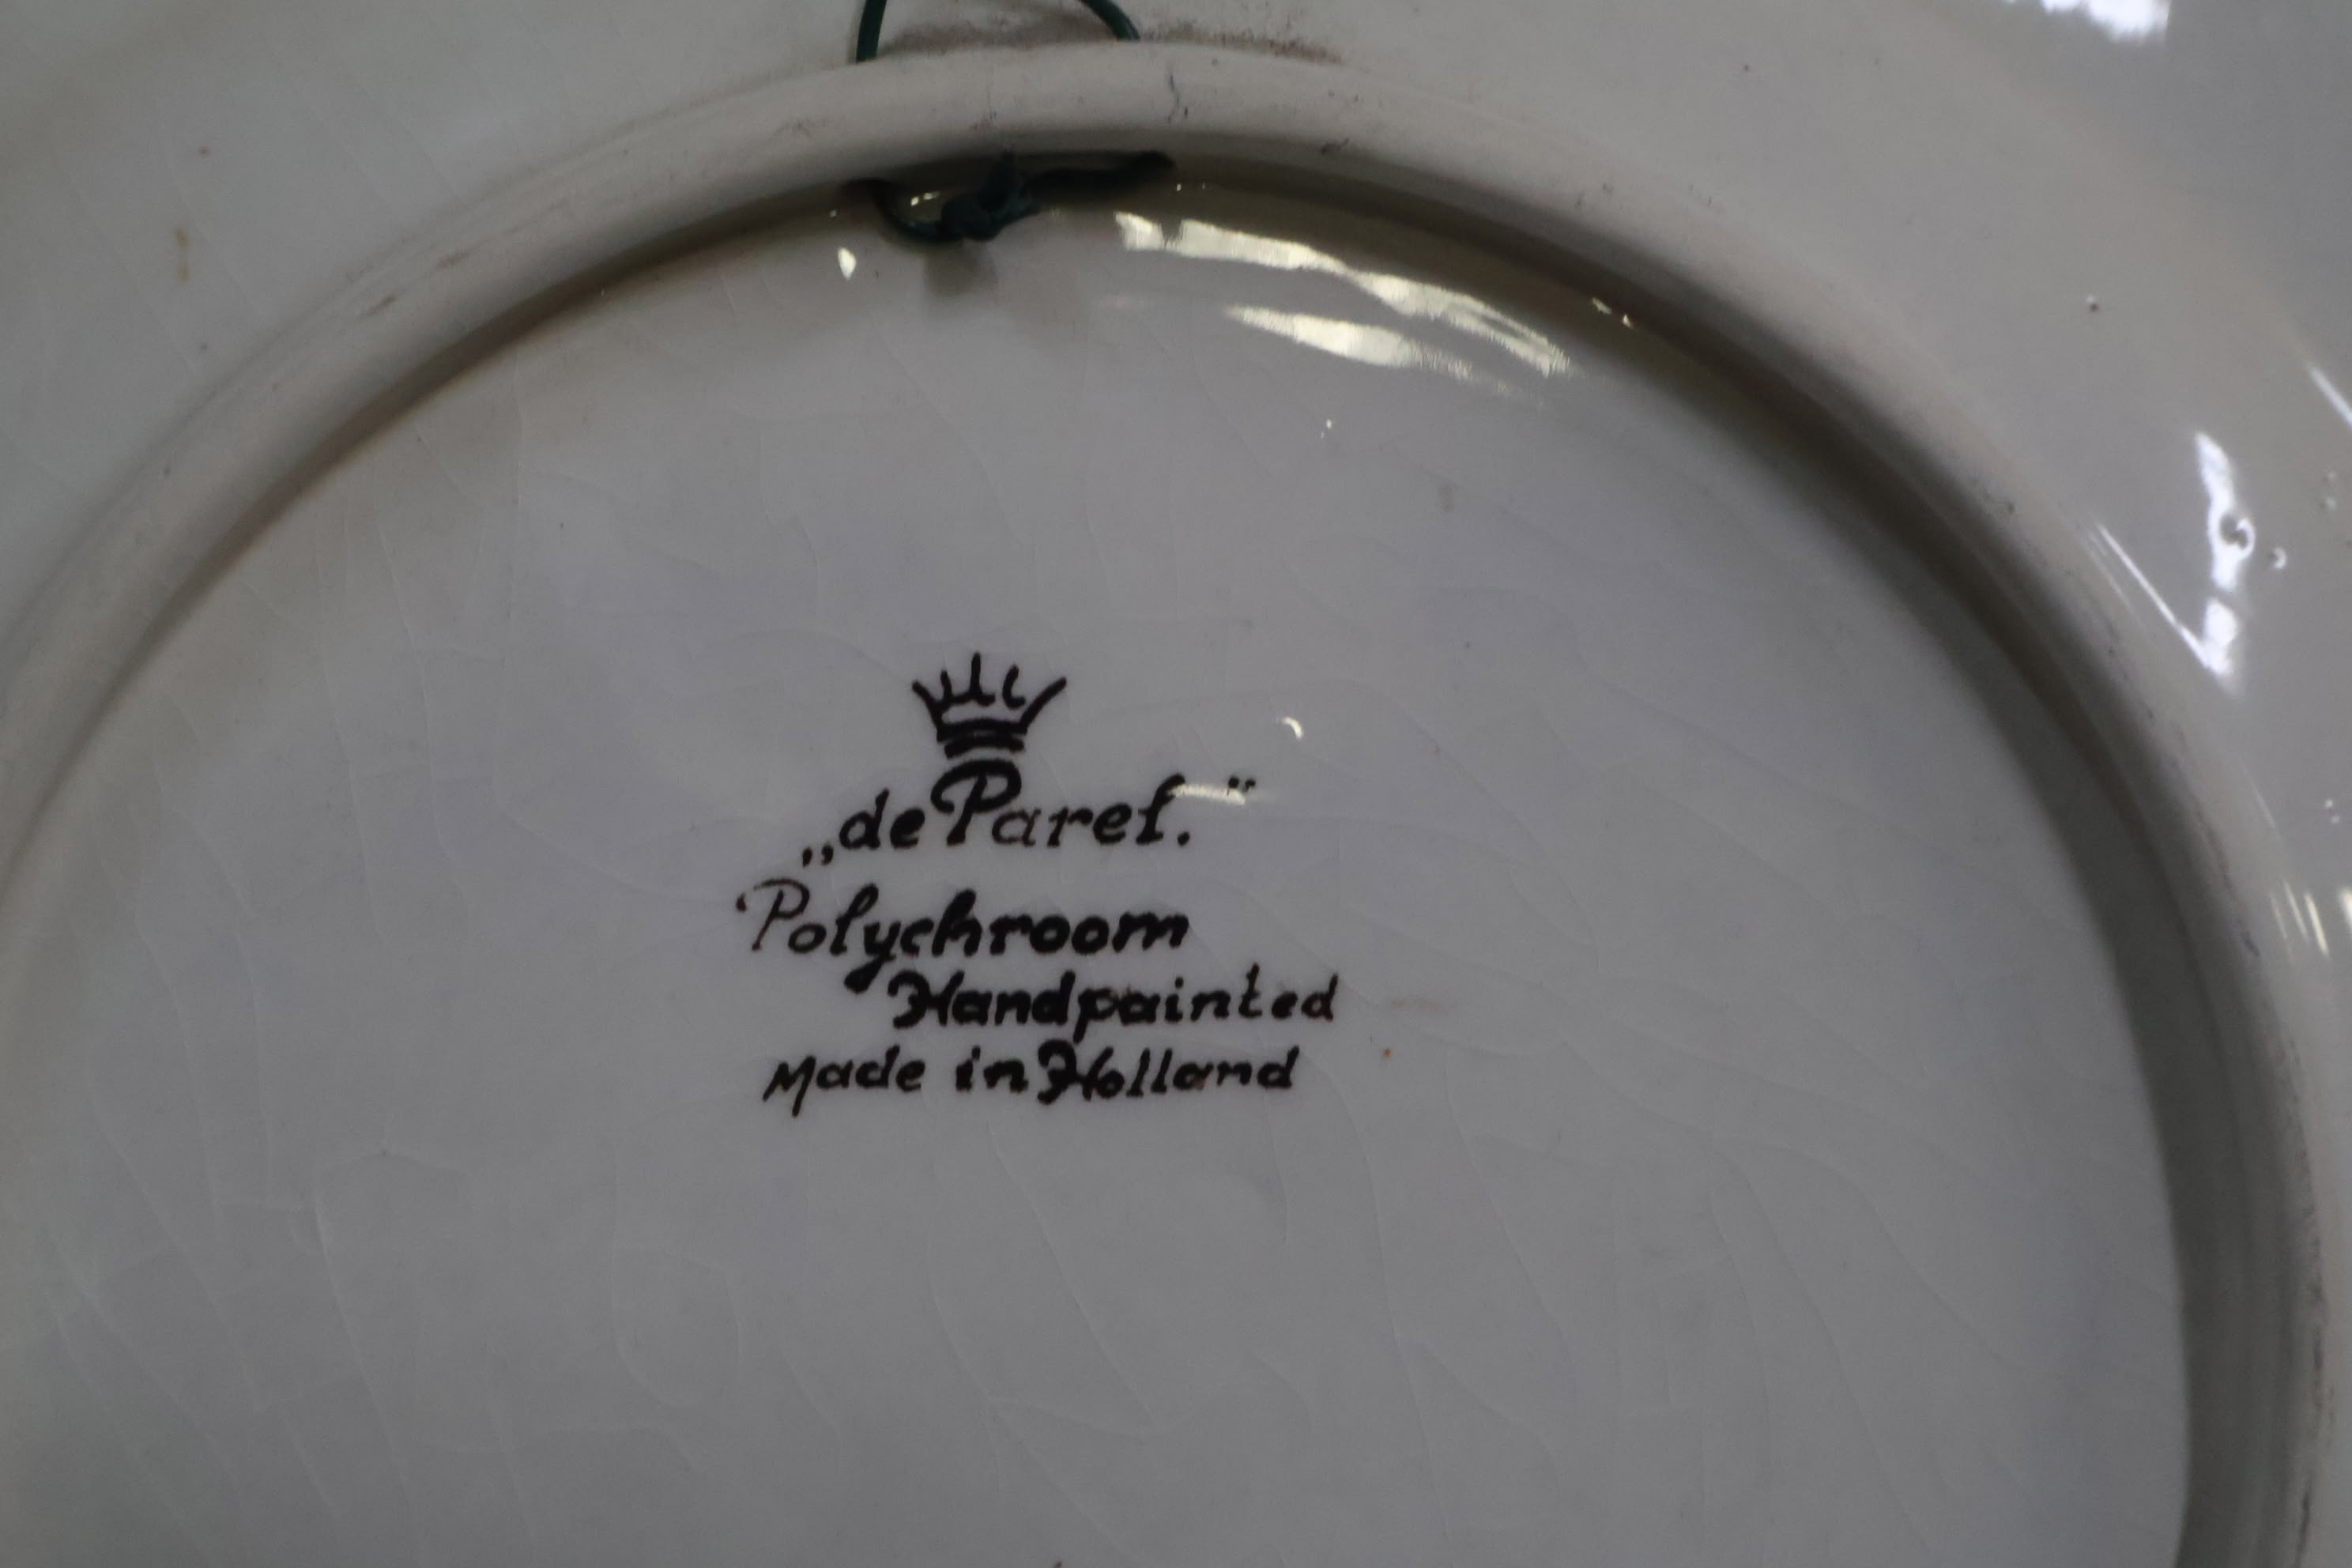 „de Paref.”
Polychroom
Handpainted
Made in Holland